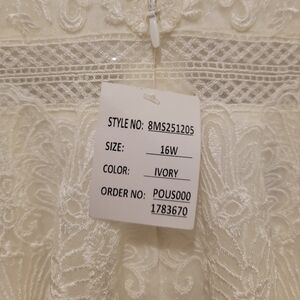 STYLE NO: 8MS251205
SIZE: 16W
COLOR: IVORY
ORDER NO: POUS000
1783670